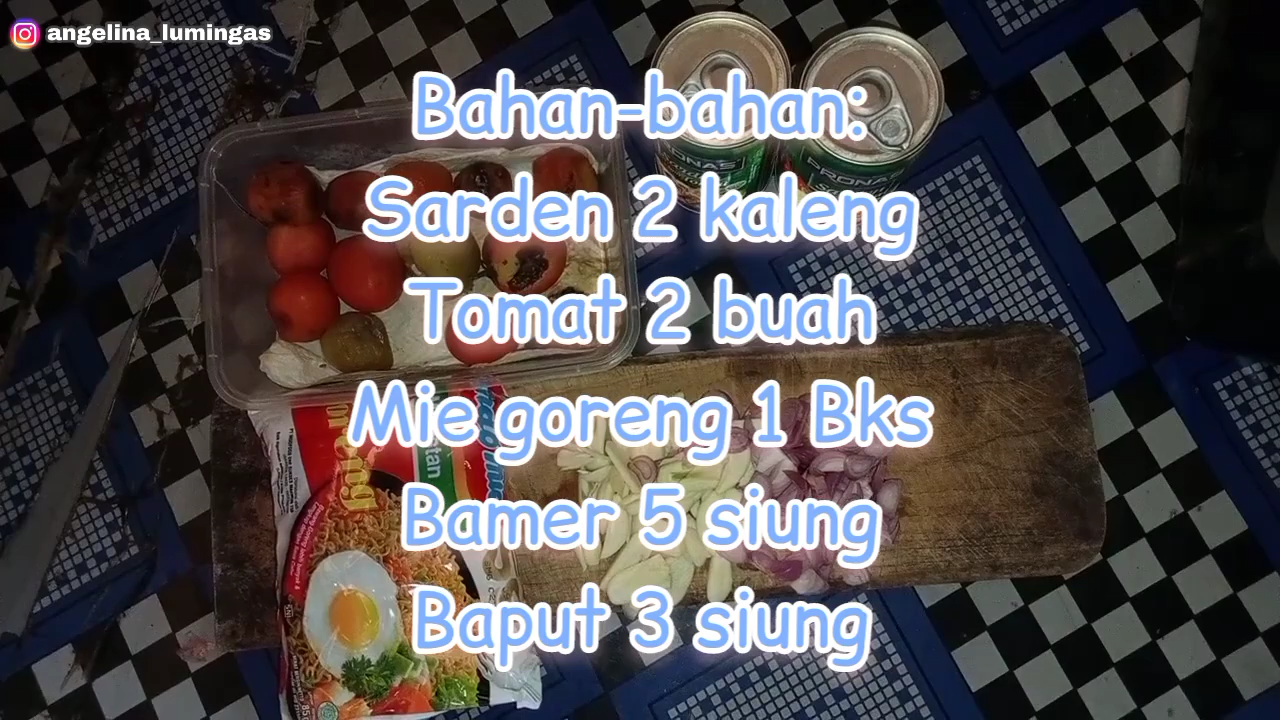 angelina_lumingas
Bahan-bahan:
Sarden 2 kaleng
Tomat 2 buah
Mie goreng 1 Bks
Bamer 5 siung
Baput 3 siung
PRONAS